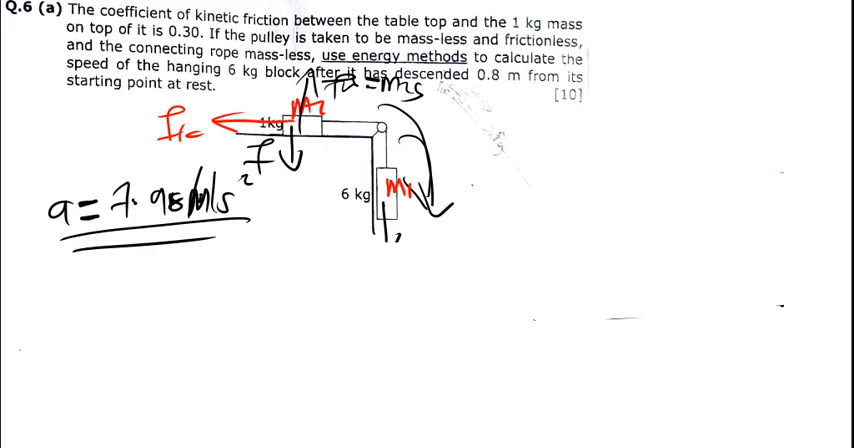 Q.6 (a) The coefficient of kinetic friction between the table top and the 1 kg mass
on top of it is 0.30. If the pulley is taken to be mass-less and frictionless,
and the connecting rope mass-less, use energy methods to calculate the
speed of the hanging 6 kg block after it has descended 0.8 m from its
starting point at rest.
[10]
1kg
6 kg
M1